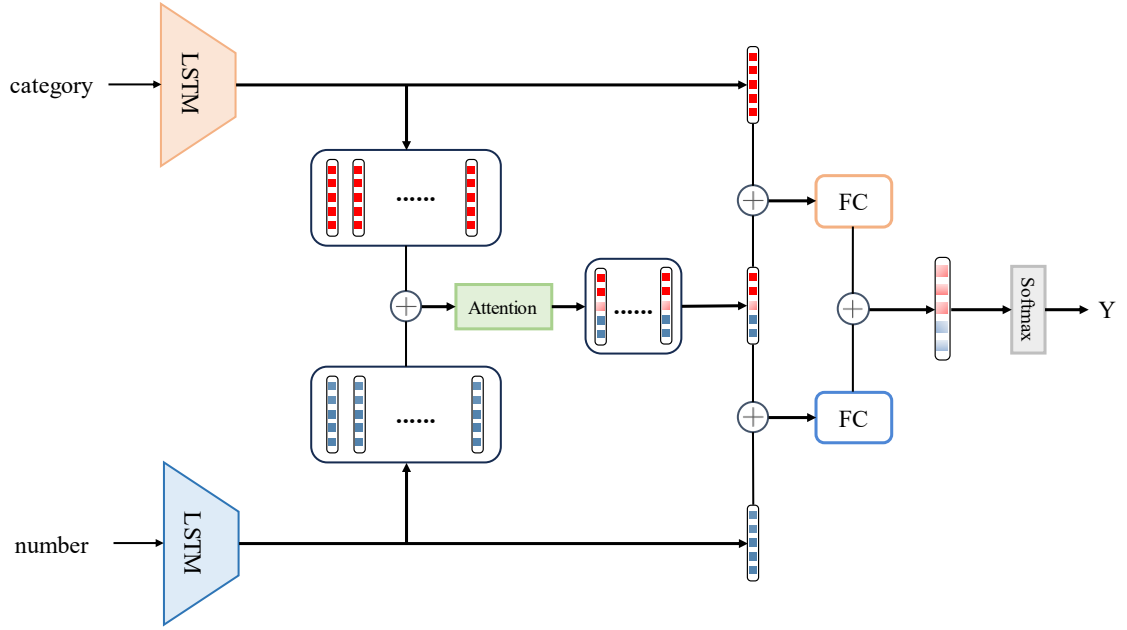 category
LSTM
......
FC
Attention
......
Softmax
Y
......
FC
number
LSTM